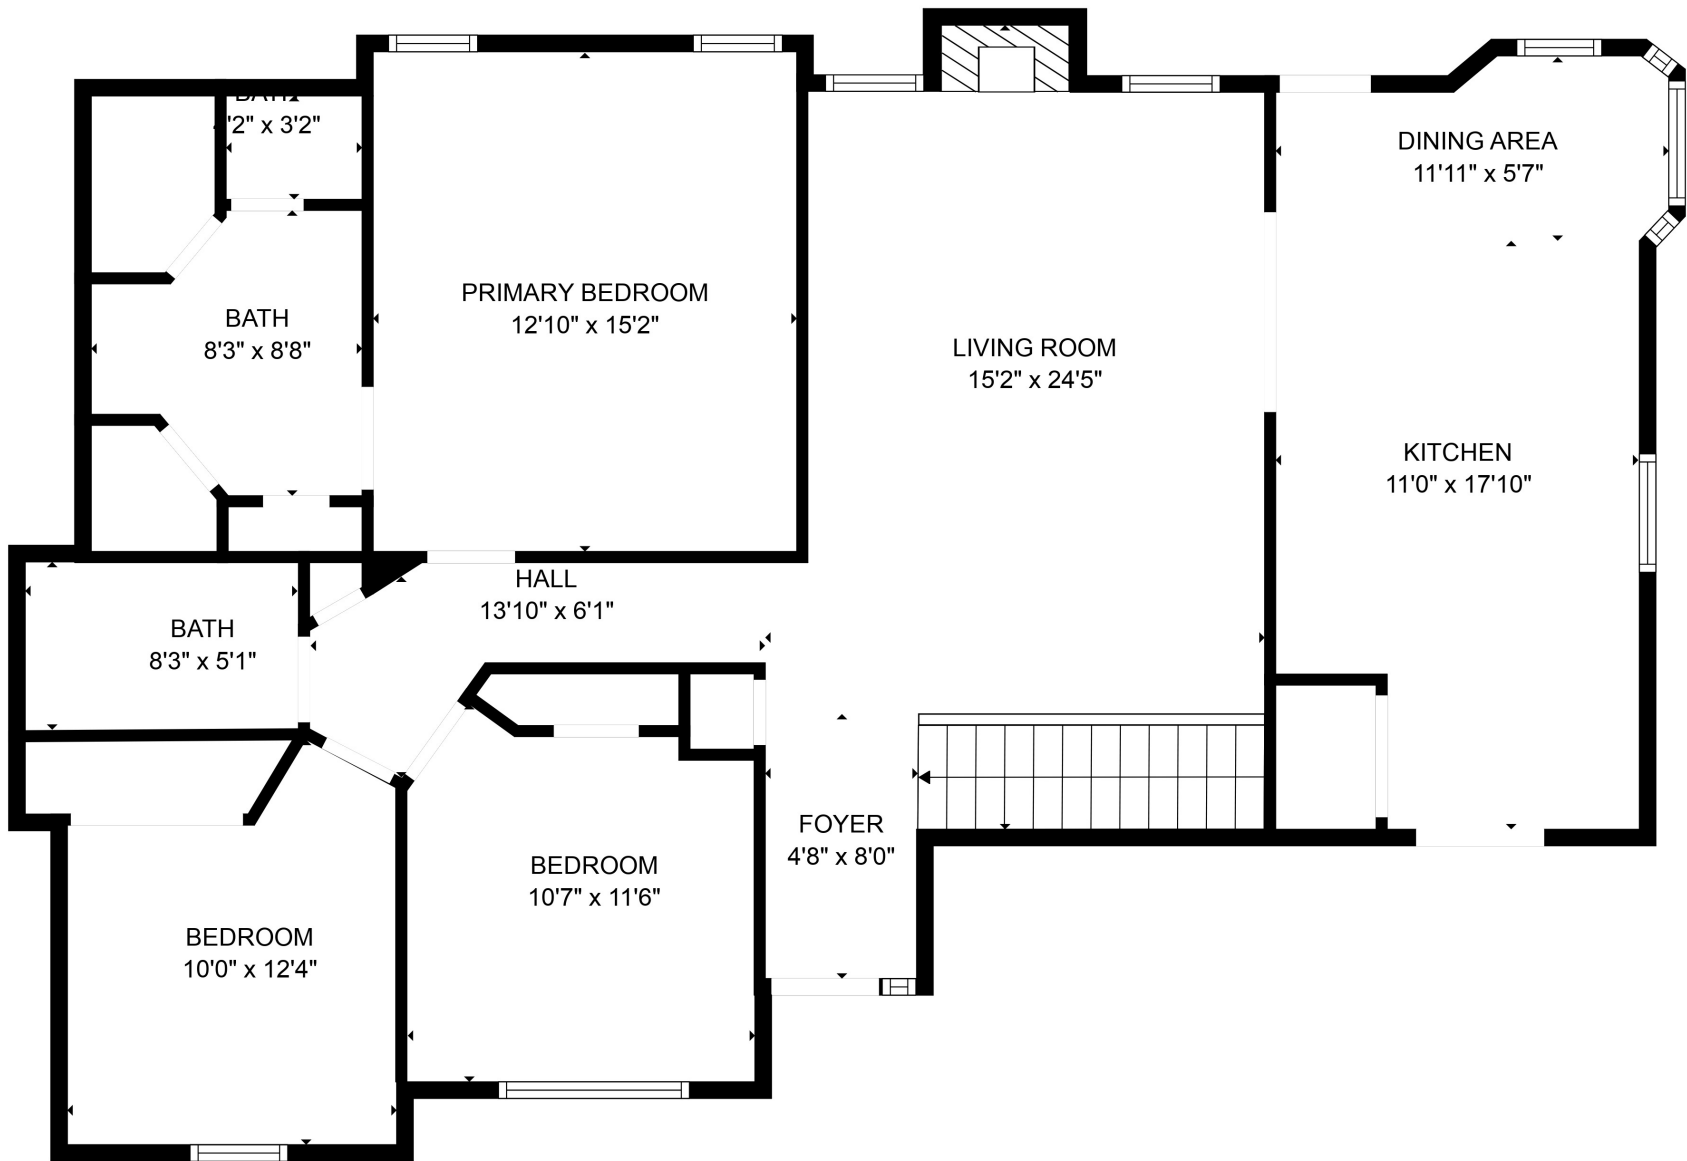 BATH
'2" x 3'2"
DINING AREA
11'11" x 5'7"
PRIMARY BEDROOM
12'10" x 15'2"
BATH
8'3" x 8'8"
LIVING ROOM
15'2" x 24'5"
KITCHEN
11'0" x 17'10"
HALL
13'10" x 6'1"
BATH
8'3" x 5'1"
FOYER
4'8" x 8'0"
BEDROOM
10'7" x 11'6"
BEDROOM
10'0" x 12'4"